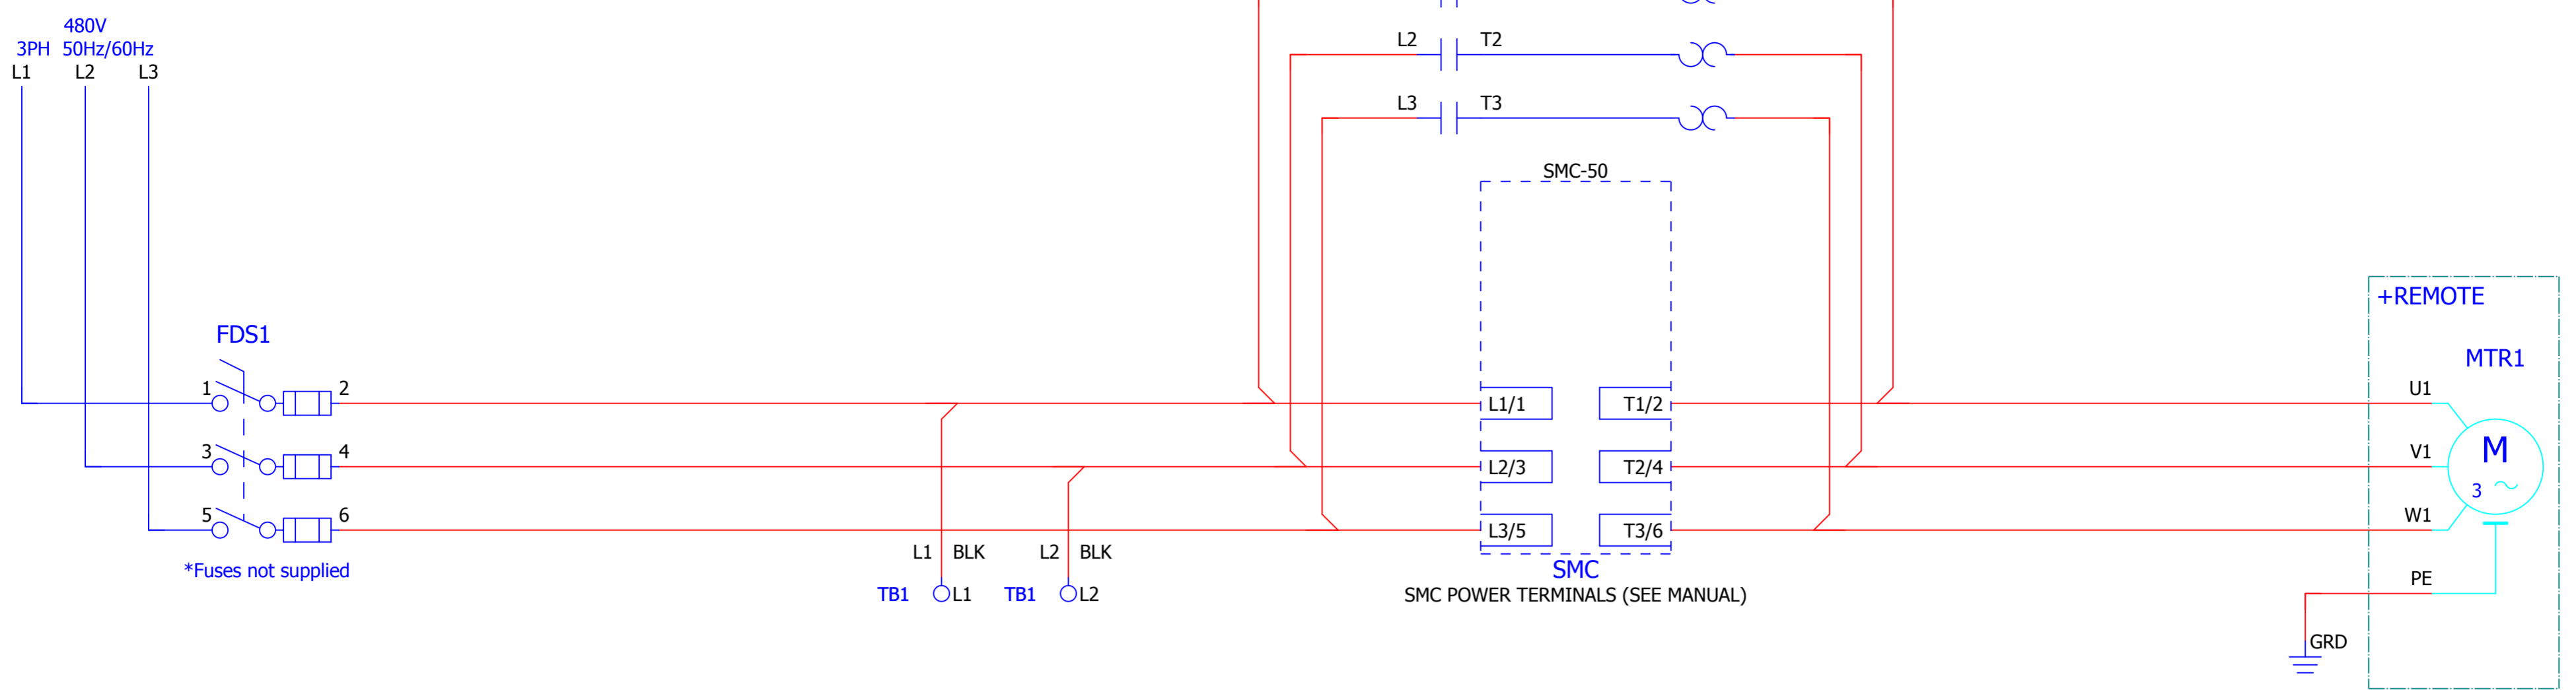 480V
3PH 50Hz/60Hz
L1 L2 L3
L2 T2
L3 T3
SMC-50
+REMOTE
FDS1
MTR1
1 2
L1/1 T1/2
U1
3 4
L2/3 T2/4
V1
M
3
5 6
L3/5 T3/6
W1
*Fuses not supplied
L1 BLK
L2 BLK
SMC
TB1 L1
TB1 L2
SMC POWER TERMINALS (SEE MANUAL)
PE
GRD